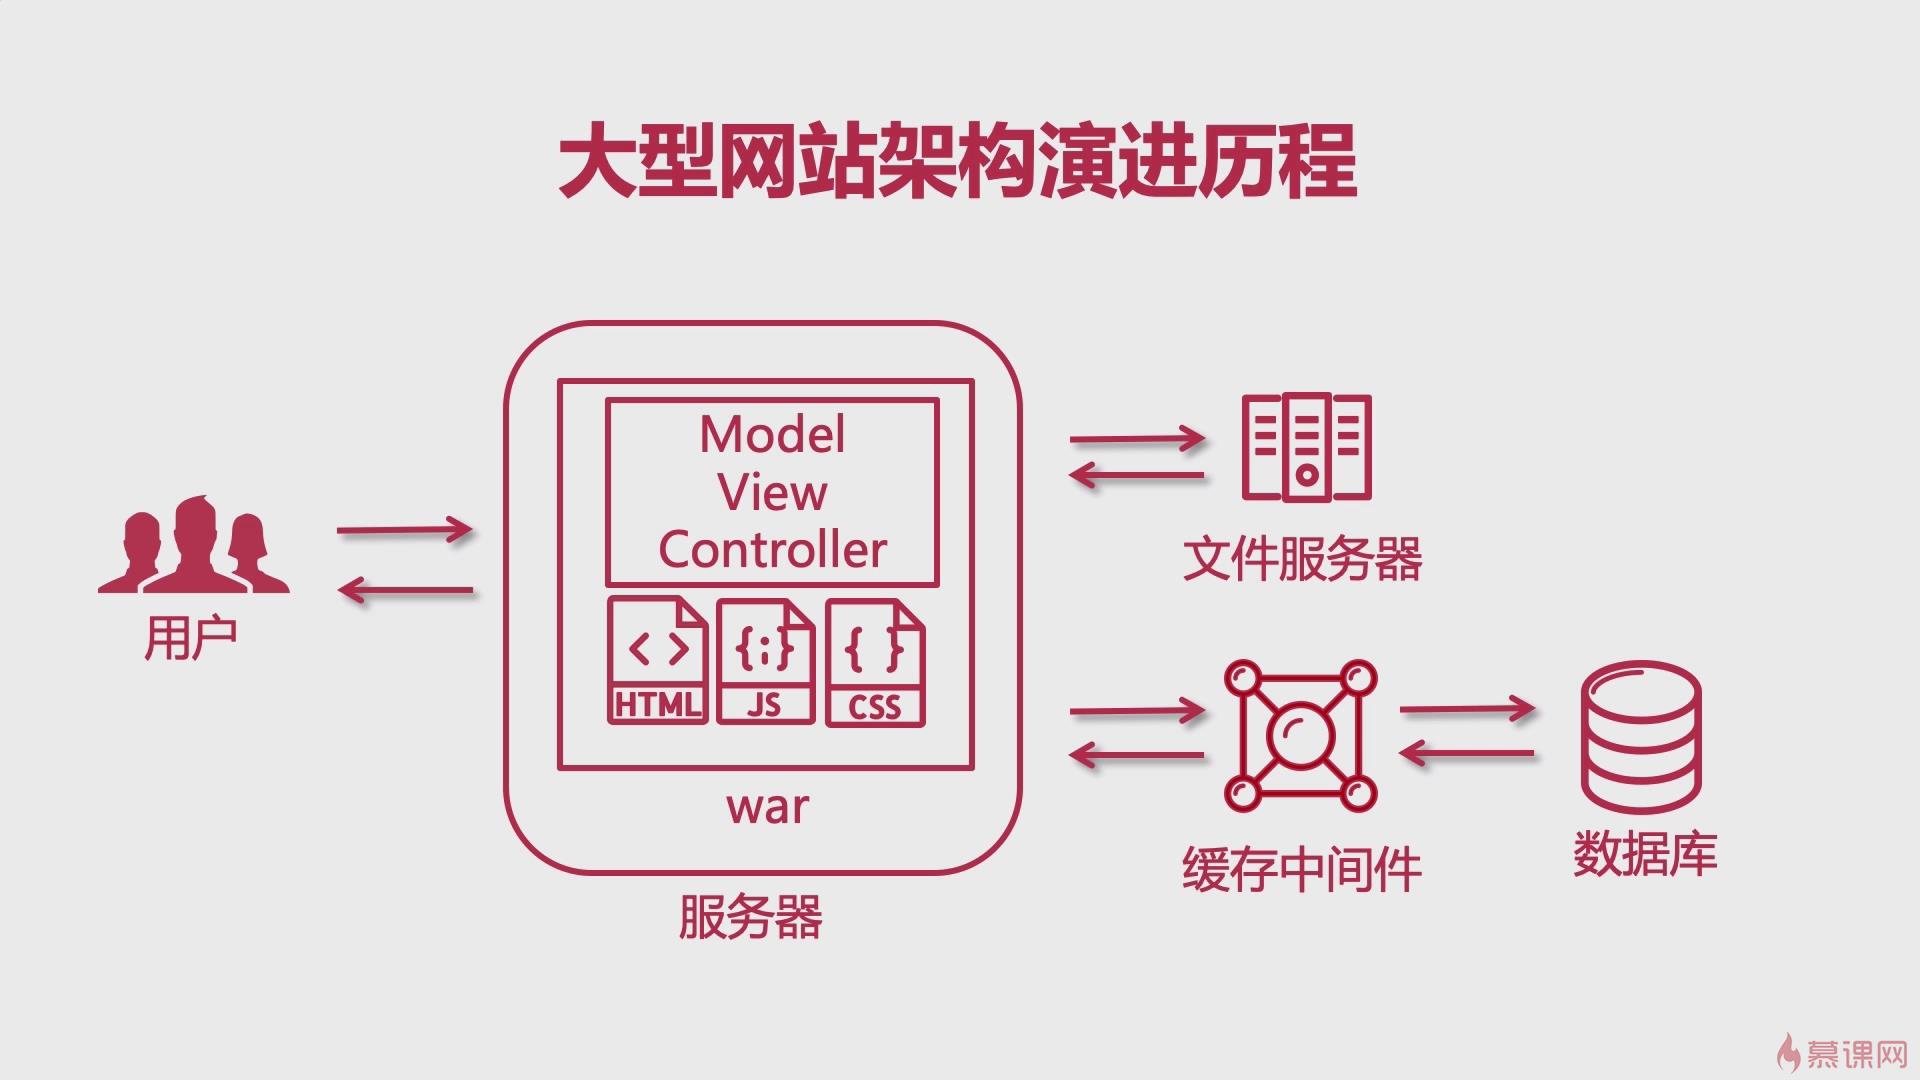 大型网站架构演进历程
用户
Model
View
Controller
HTML
JS
CSS
war
服务器
文件服务器
缓存中间件
数据库
慕课网